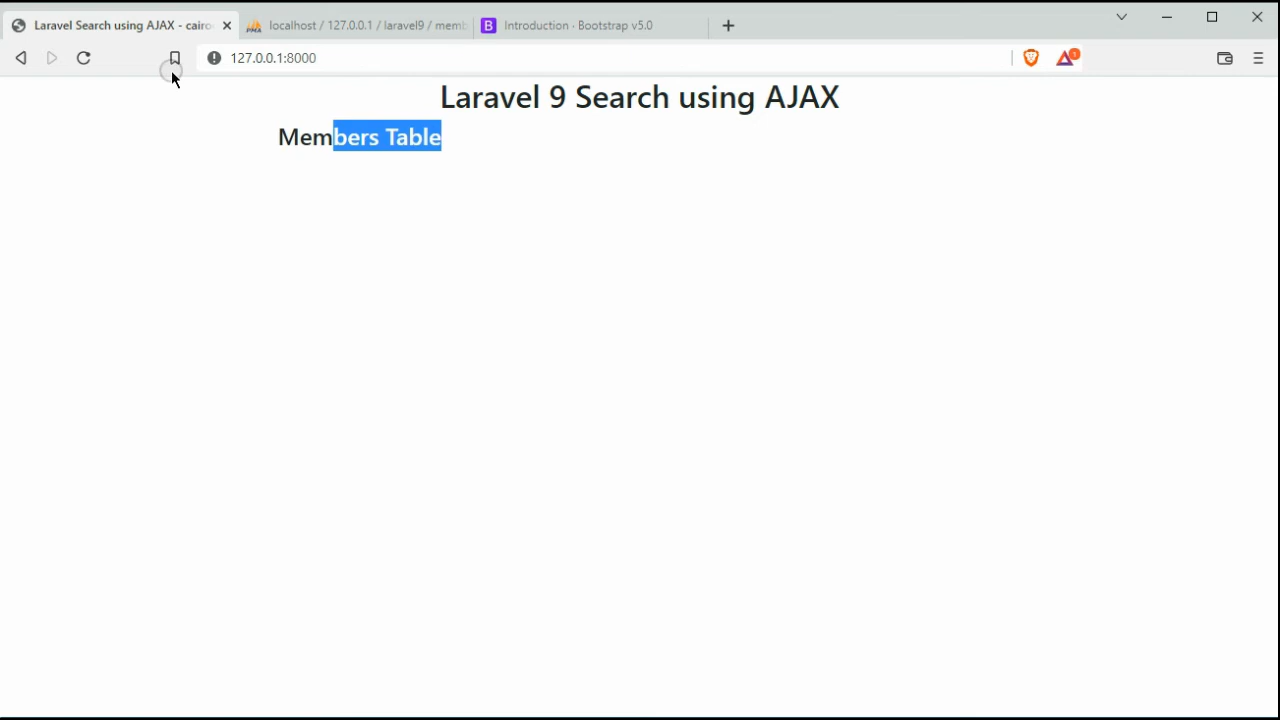 Laravel Search using AJAX - cairo
localhost / 127.0.0.1 / laravel9 / memb
B
Introduction · Bootstrap v5.0
127.0.0.1:8000
1
Laravel 9 Search using AJAX
Members Table